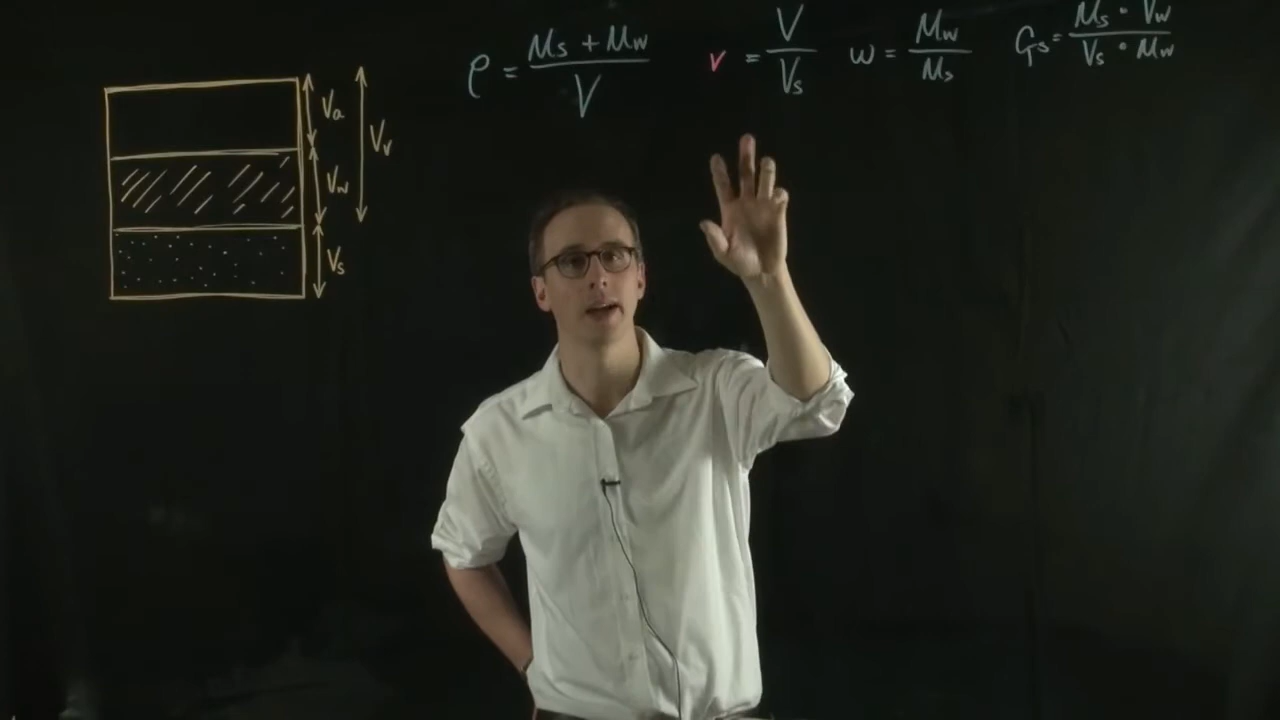 ρ = (Ms + Mw) / V
v = V / Vs
w = Mw / Ms
Gs = (Ms · Vw) / (Vs · Mw)
Va
Vv
Vw
Vs